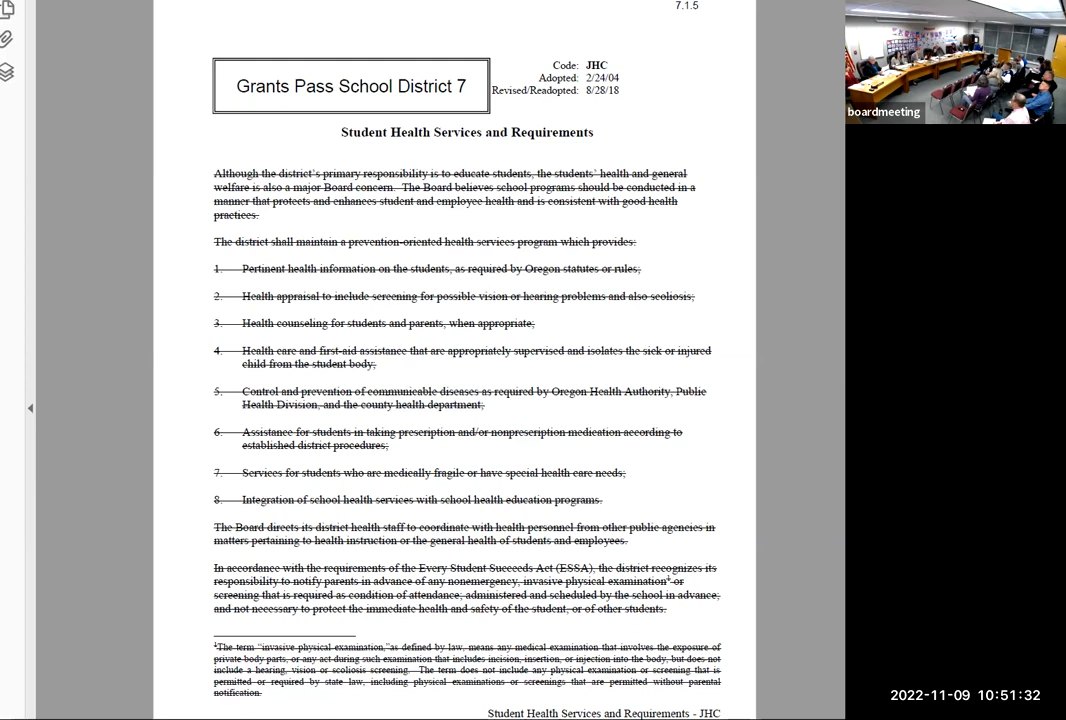 7.1.5
Grants Pass School District 7
Code: JHC
Adopted: 2/24/04
Revised/Readopted: 8/28/18
Student Health Services and Requirements
Although the district's primary responsibility is to educate students, the students' health and general
welfare is also a major Board concern. The Board believes school programs should be conducted in a
manner that protects and enhances student and employee health and is consistent with good health
practices.
The district shall maintain a prevention-oriented health services program which provides:
1. Pertinent health information on the students, as required by Oregon statutes or rules;
2. Health appraisal to include screening for possible vision or hearing problems and also scoliosis;
3. Health counseling for students and parents, when appropriate;
4. Health care and first-aid assistance that are appropriately supervised and isolates the sick or injured
child from the student body;
5. Control and prevention of communicable diseases as required by Oregon Health Authority, Public
Health Division, and the county health department;
6. Assistance for students in taking prescription and/or nonprescription medication according to
established district procedures;
7. Services for students who are medically fragile or have special health care needs;
8. Integration of school health services with school health education programs.
The Board directs its district health staff to coordinate with health personnel from other public agencies in
matters pertaining to health instruction or the general health of students and employees.
In accordance with the requirements of the Every Student Succeeds Act (ESSA), the district recognizes its
responsibility to notify parents in advance of any nonemergency, invasive physical examination¹ or
screening that is required as condition of attendance; administered and scheduled by the school in advance;
and not necessary to protect the immediate health and safety of the student, or of other students.
¹The term "invasive physical examination,"as defined by law, means any medical examination that involves the exposure of
private body parts, or any act during such examination that includes incision, insertion, or injection into the body, but does not
include a hearing, vision or scoliosis screening. The term does not include any physical examination or screening that is
permitted or required by state law, including physical examinations or screenings that are permitted without parental
notification.
Student Health Services and Requirements - JHC
boardmeeting
2022-11-09 10:51:32